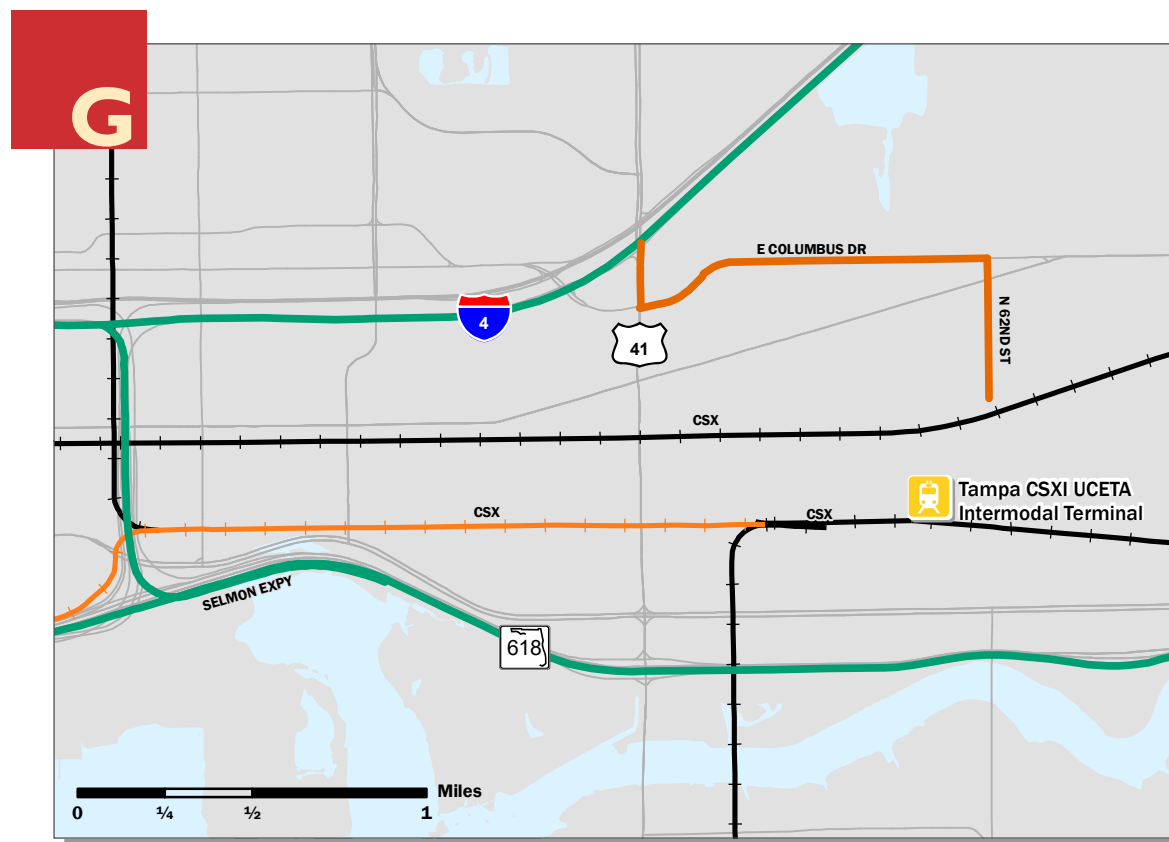 G
E COLUMBUS DR
N 62ND ST
4
41
CSX
CSX
CSX
Tampa CSXI UCETA
Intermodal Terminal
SELMON EXPY
618
Miles
0 ¼ ½ 1